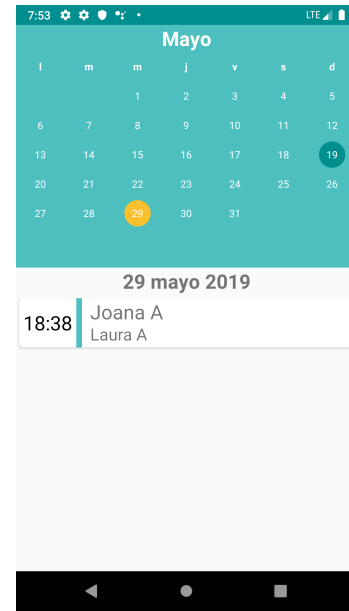 7:53 LTE
Mayo
l m m j v s d
1 2 3 4 5
6 7 8 9 10 11 12
13 14 15 16 17 18 19
20 21 22 23 24 25 26
27 28 29 30 31
29 mayo 2019
18:38 Joana A
Laura A